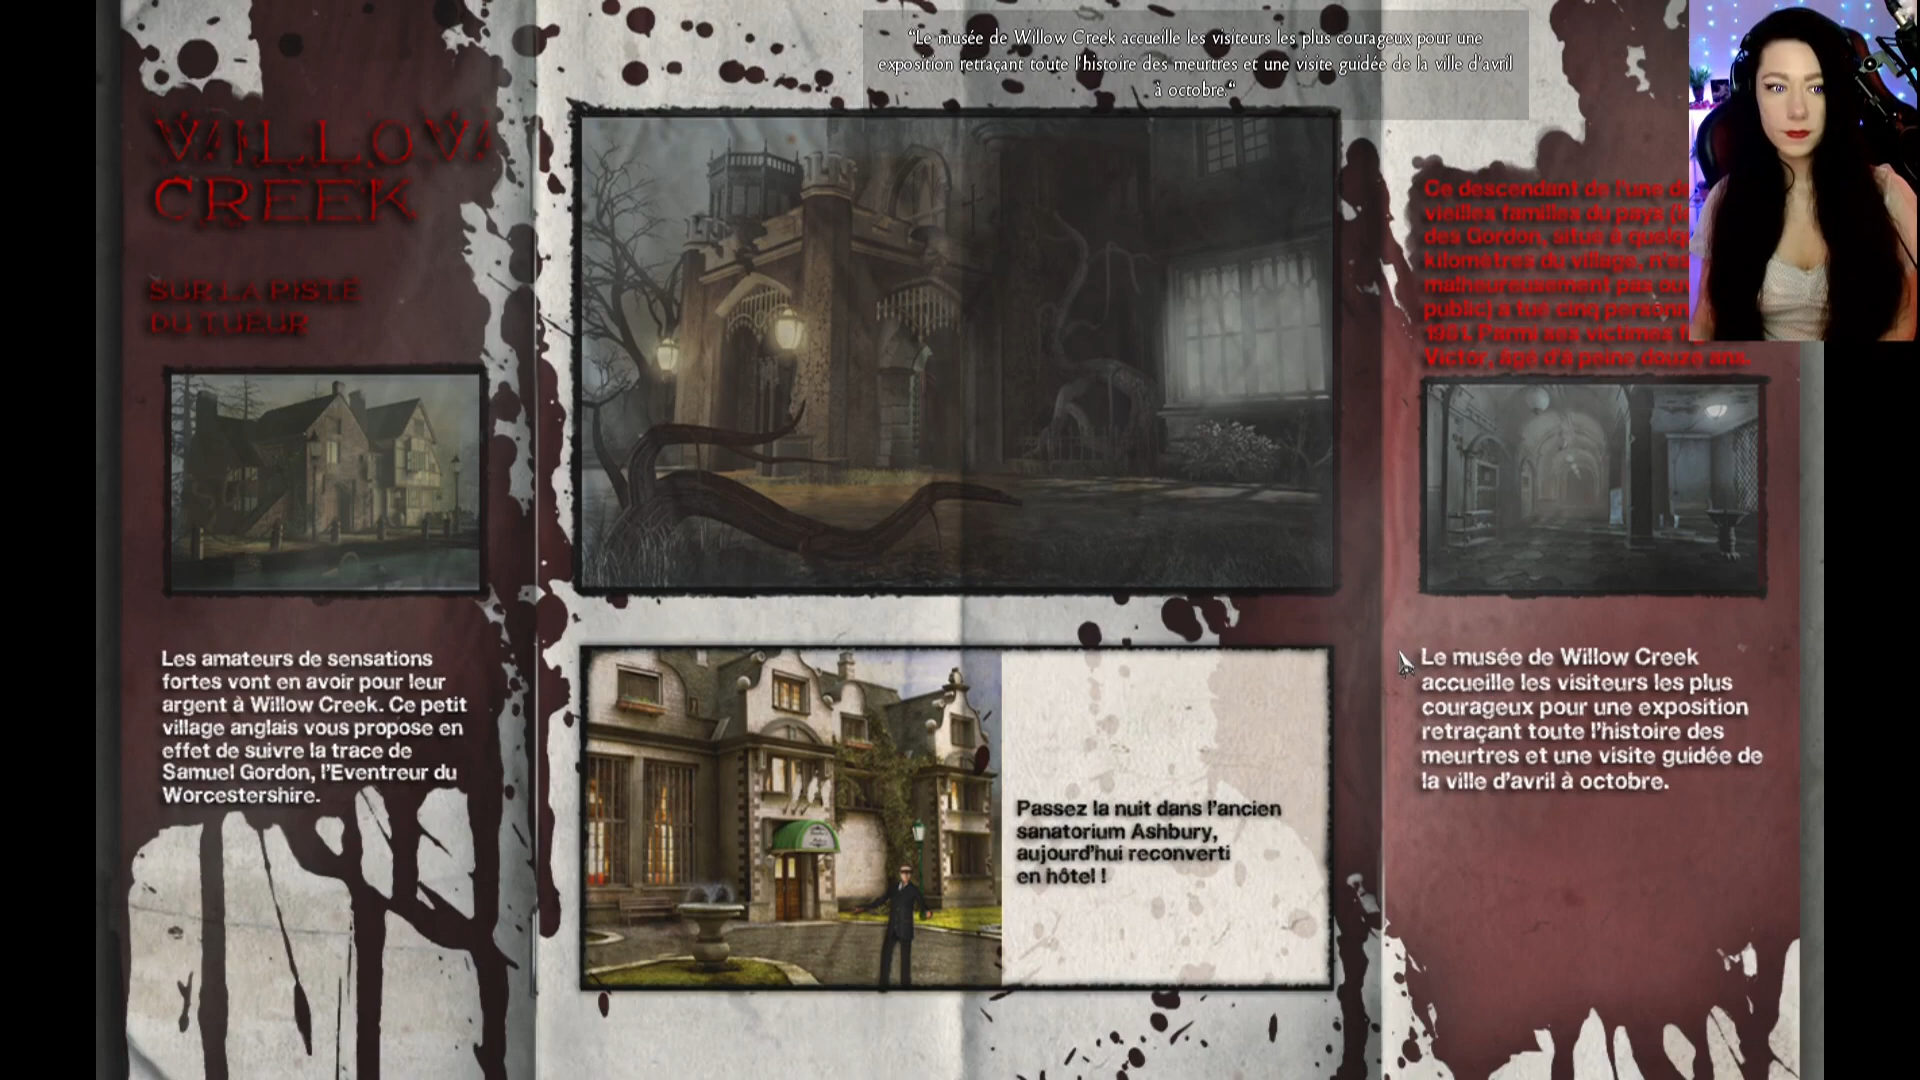 “Le musée de Willow Creek accueille les visiteurs les plus courageux pour une
exposition retraçant toute l'histoire des meurtres et une visite guidée de la ville d'avril
à octobre.“
WILLOW
CREEK
SUR LA PISTE
DU TUEUR
Les amateurs de sensations
fortes vont en avoir pour leur
argent à Willow Creek. Ce petit
village anglais vous propose en
effet de suivre la trace de
Samuel Gordon, l'Eventreur du
Worcestershire.
Passez la nuit dans l'ancien
sanatorium Ashbury,
aujourd'hui reconverti
en hôtel !
Ce descendant de l'une
vieilles familles du pays
des Gordon, situé à
kilomètres du village,
malheureusement pas
public) a tué cinq
1981. Parmi ses victimes
Victor, âgé d'à peine douze ans.
Le musée de Willow Creek
accueille les visiteurs les plus
courageux pour une exposition
retraçant toute l'histoire des
meurtres et une visite guidée de
la ville d'avril à octobre.